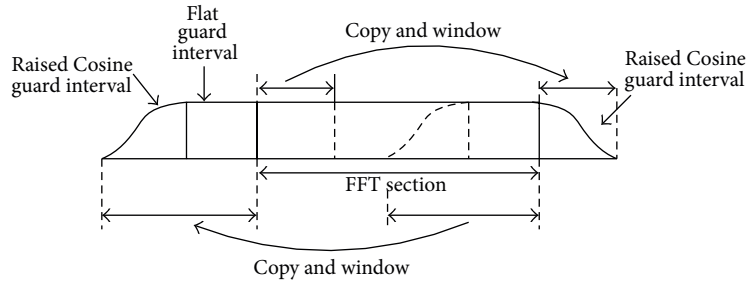 Flat
guard
interval
Copy and window
Raised Cosine
guard interval
Raised Cosine
guard interval
FFT section
Copy and window